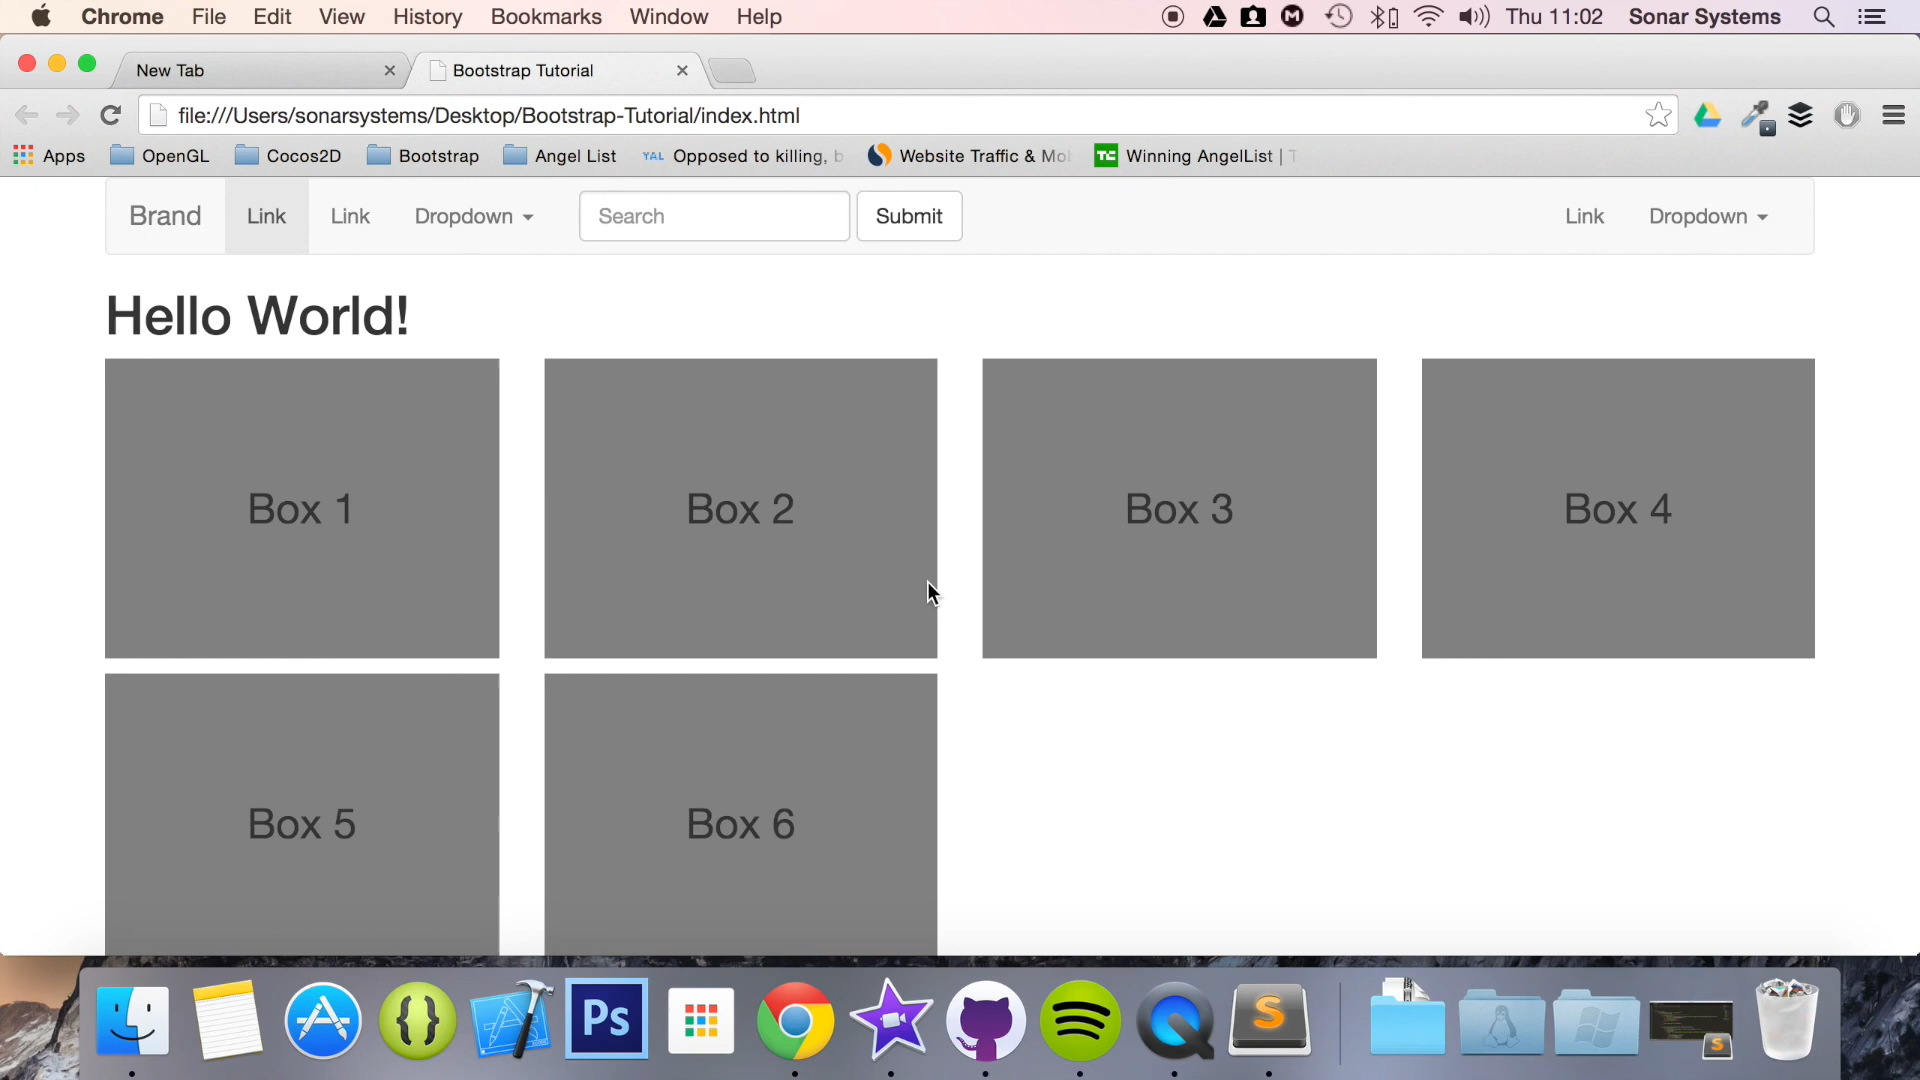 Chrome File Edit View History Bookmarks Window Help Thu 11:02 Sonar Systems
New Tab Bootstrap Tutorial
file:///Users/sonarsystems/Desktop/Bootstrap-Tutorial/index.html
Apps OpenGL Cocos2D Bootstrap Angel List YAL Opposed to killing, Website Traffic & TC Winning AngelList |
Brand Link Link Dropdown Search Submit Link Dropdown
Hello World!
Box 1 Box 2 Box 3 Box 4
Box 5 Box 6
Ps S